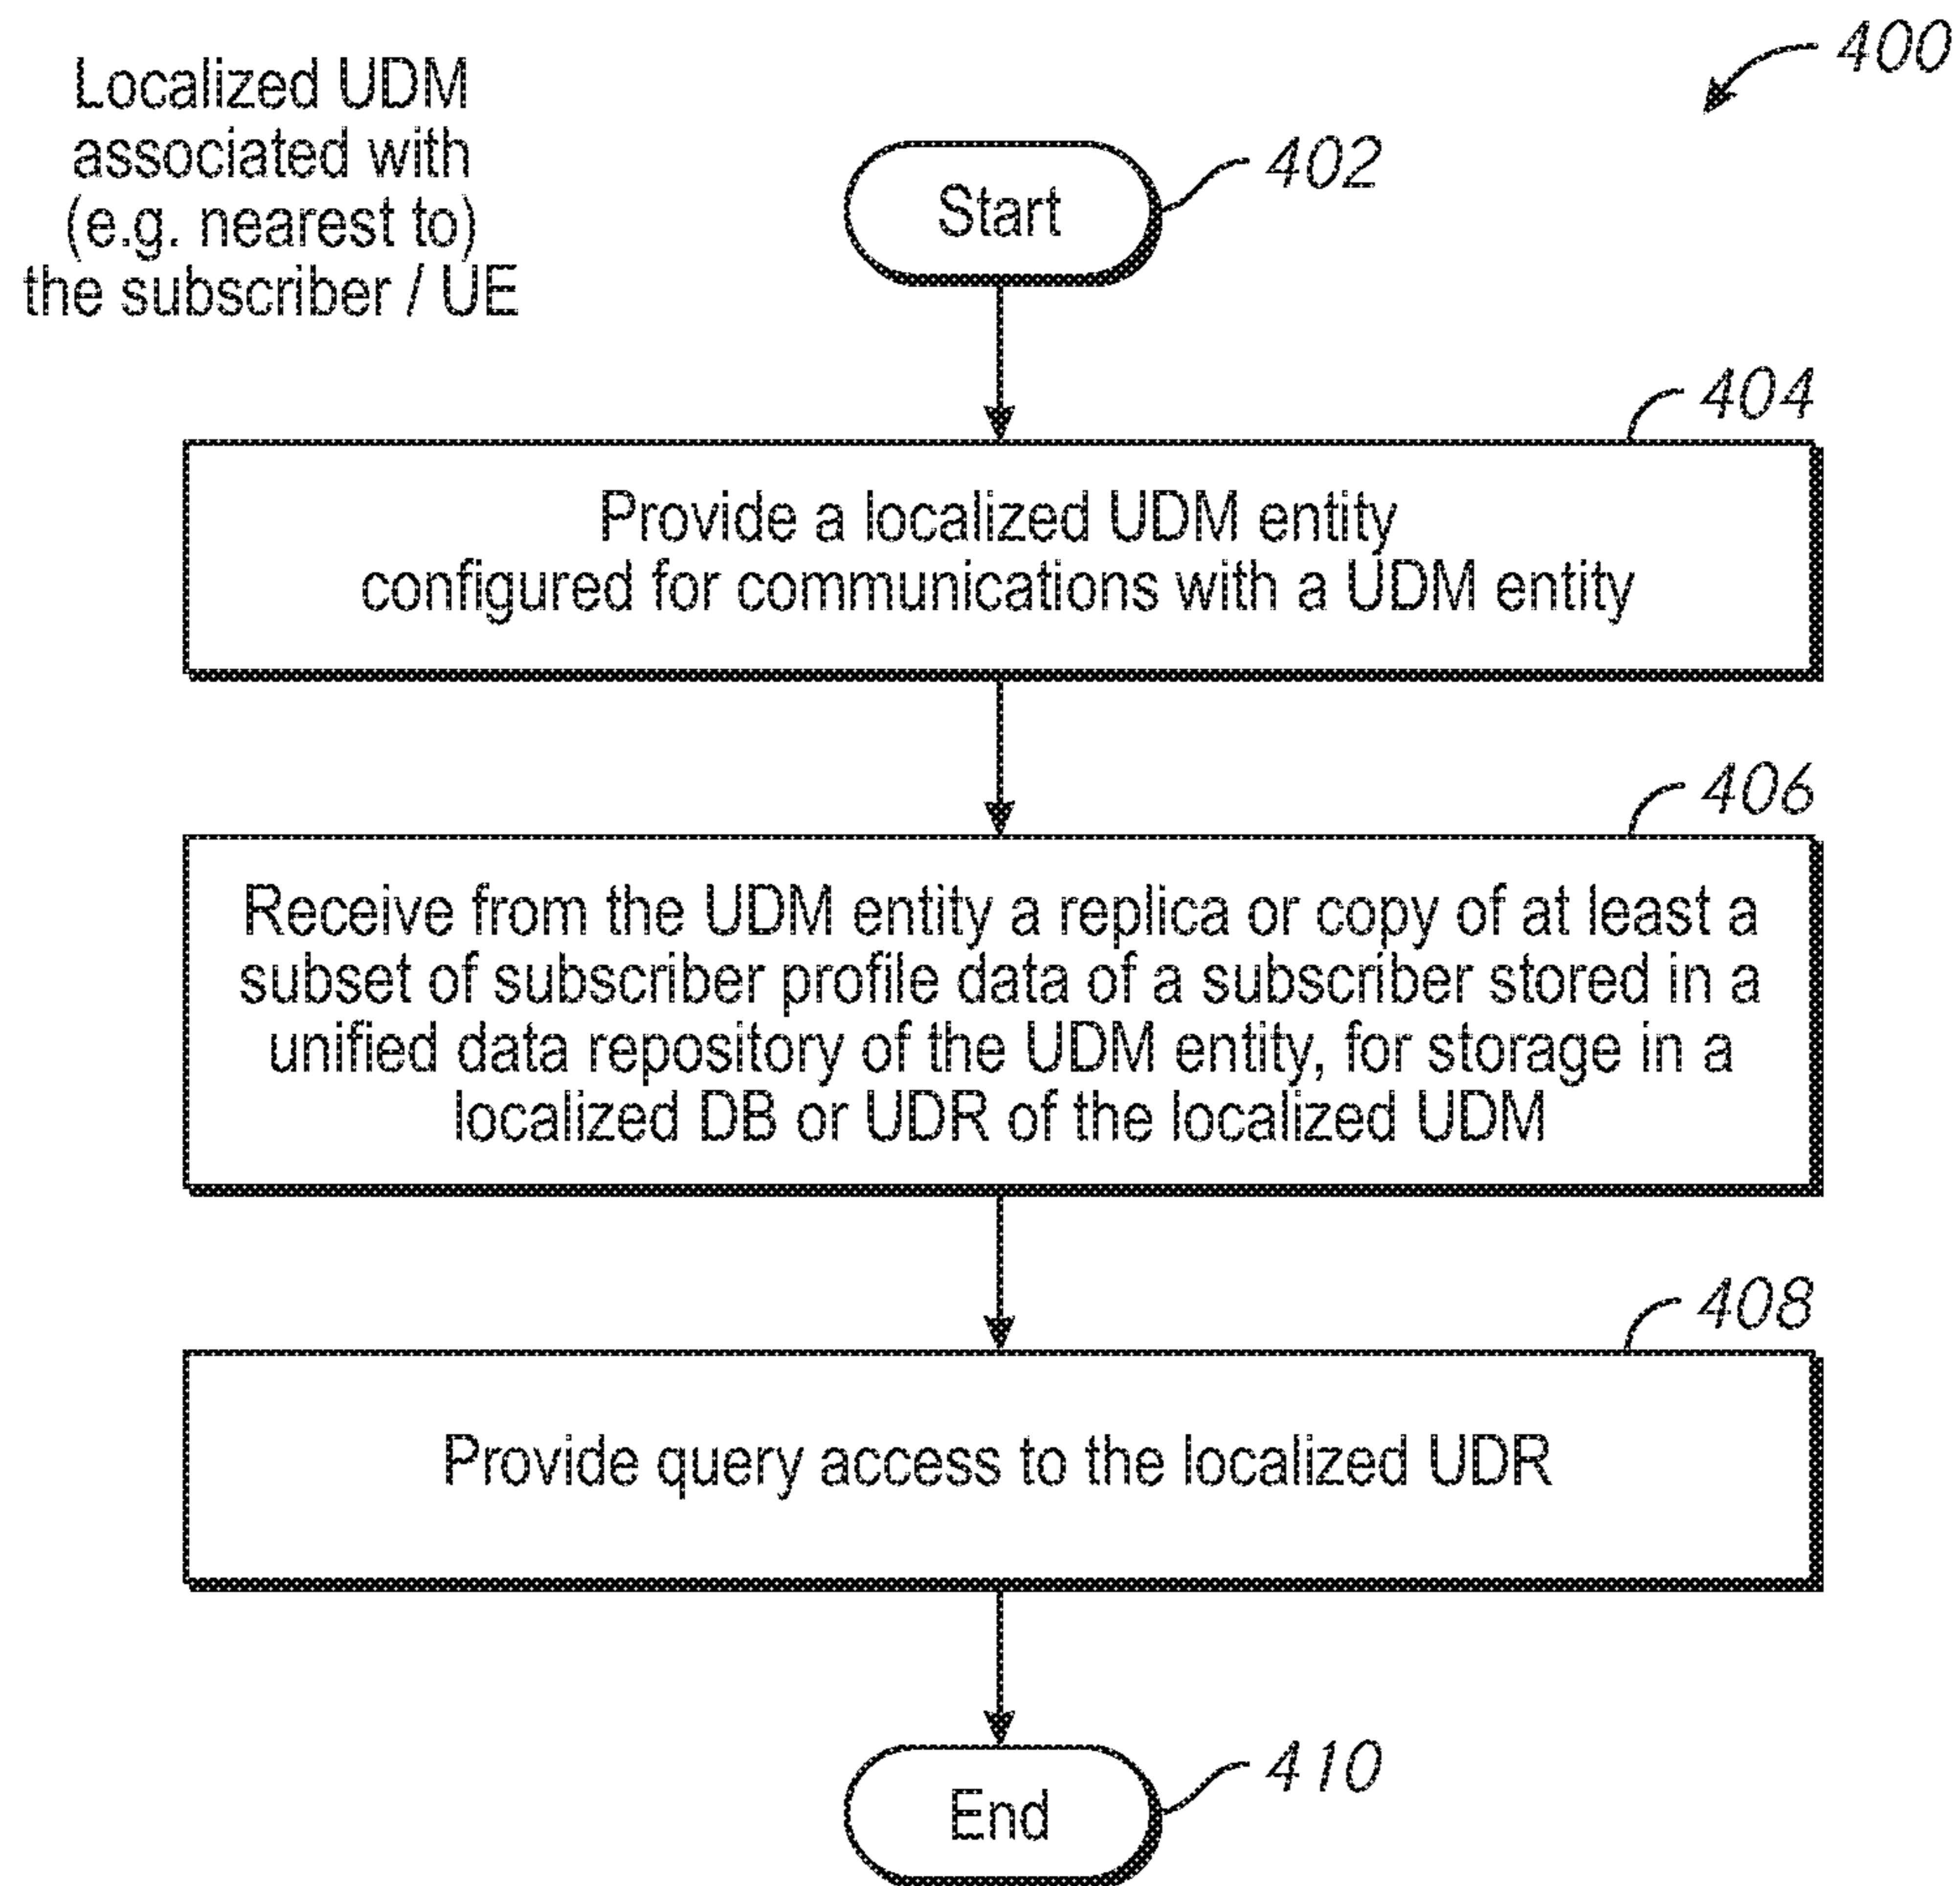 Localized UDM
associated with
(e.g. nearest to)
the subscriber / UE
400
Start
402
404
Provide a localized UDM entity
configured for communications with a UDM entity
406
Receive from the UDM entity a replica or copy of at least a
subset of subscriber profile data of a subscriber stored in a
unified data repository of the UDM entity, for storage in a
localized DB or UDR of the localized UDM
408
Provide query access to the localized UDR
End
410